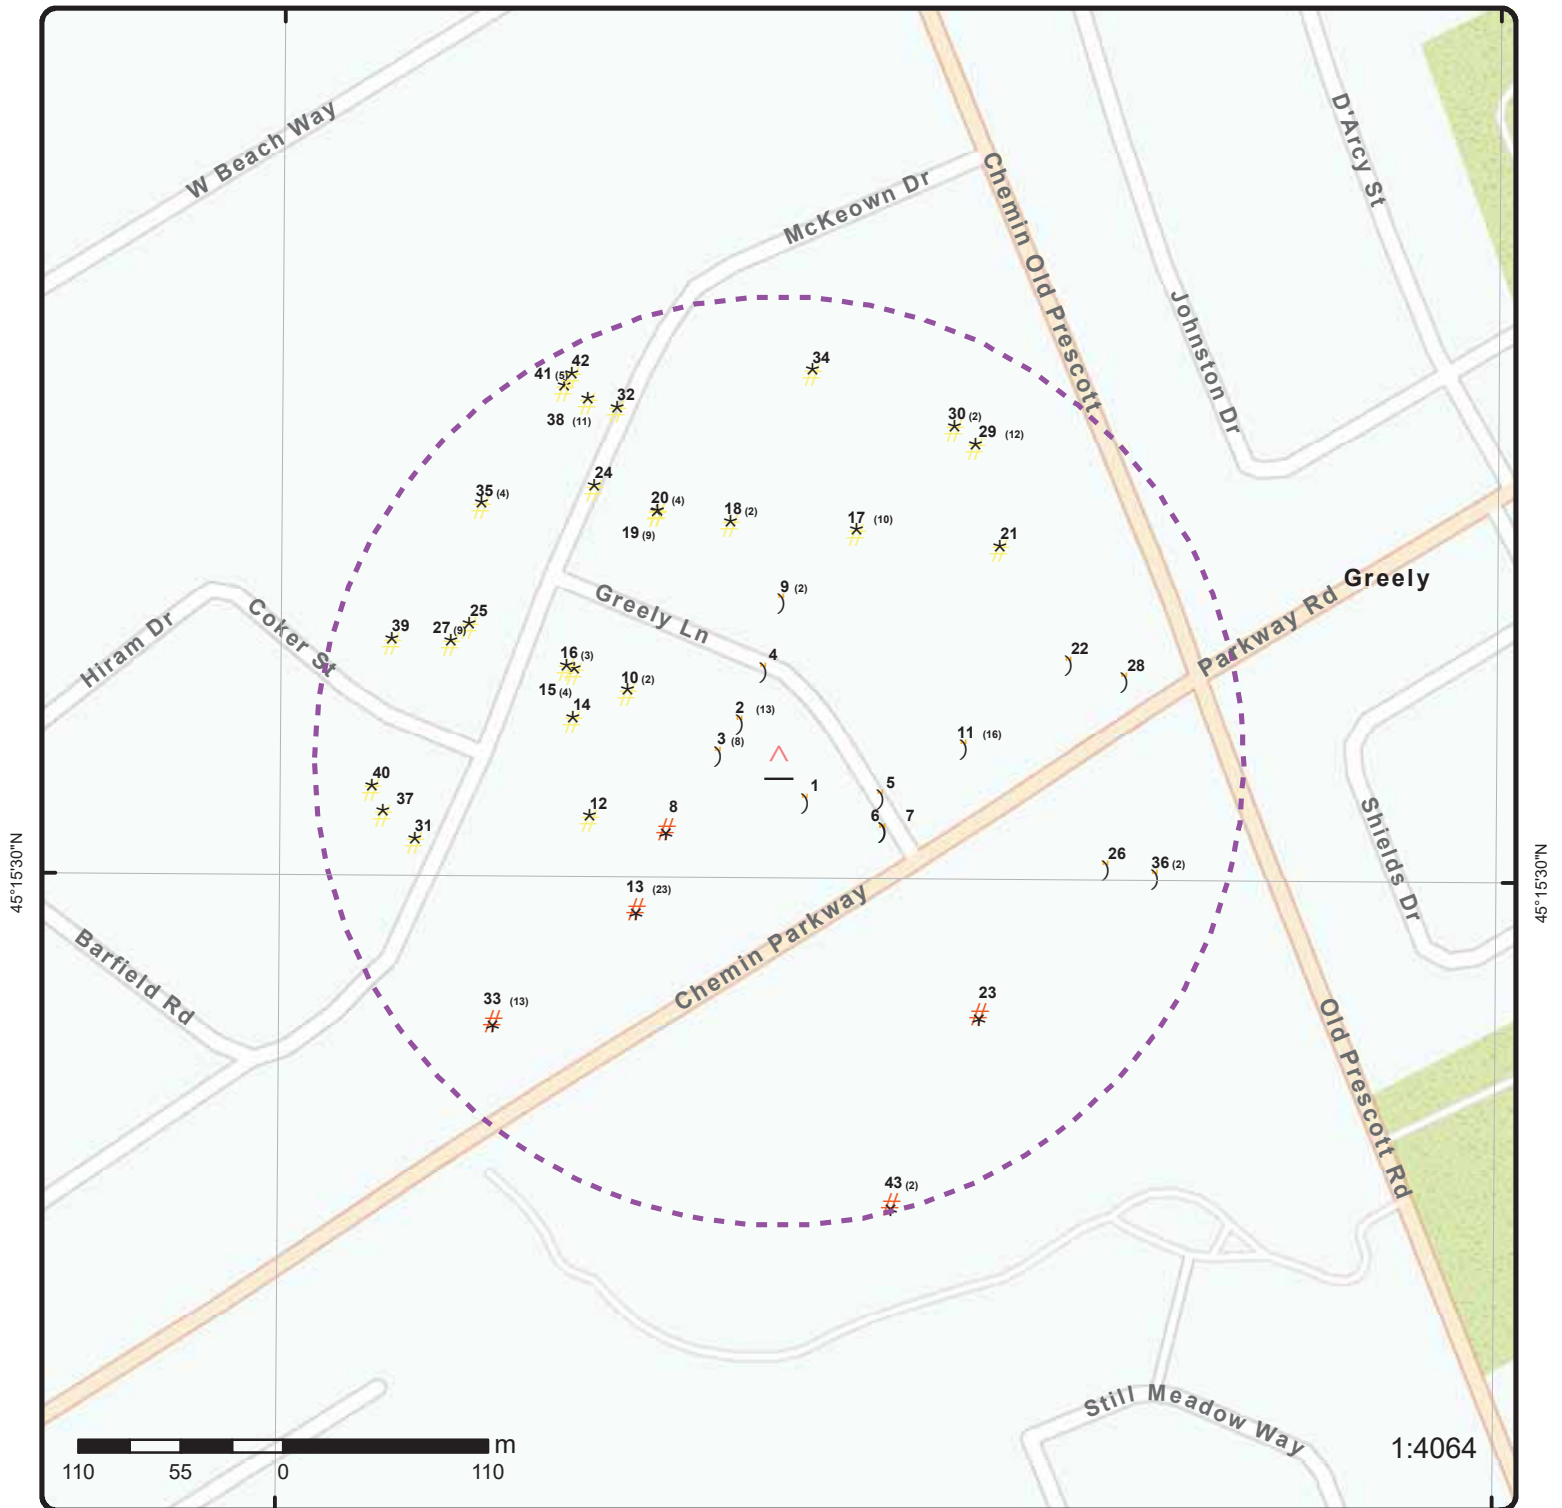 W Beach Way
McKeown Dr
Chemin Old Prescott
D'Arcy St
Johnston Dr
42
41 (5)
38 (11)
32
34
30 (2)
29 (12)
35 (4)
24
20 (4)
19 (9)
18 (2)
17 (10)
21
Greely
9 (2)
Greely Ln
Parkway Rd
Hiram Dr
Coker St
39
27 (9)
25
16 (3)
15 (4)
10 (2)
14
4
22
28
2 (13)
3 (8)
11 (16)
40
37
31
12
8
1
5
6
7
26
36 (2)
Shields Dr
45°15'30"N
45°15'30"N
13 (23)
Chemin Parkway
Barfield Rd
33 (13)
23
Old Prescott Rd
43 (2)
Still Meadow Way
110 55 0 110 m
1:4064